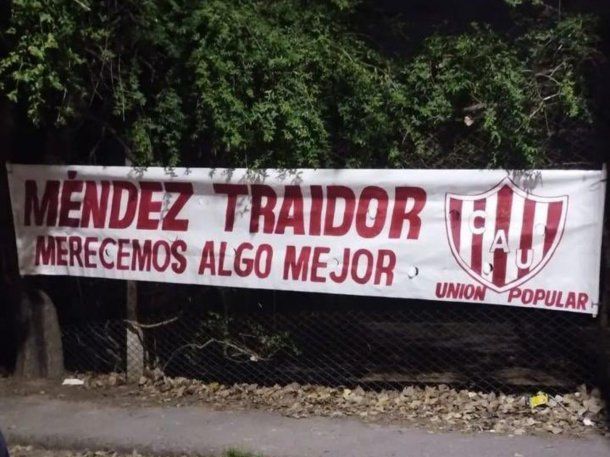 MÉNDEZ TRAIDOR
MERECEMOS ALGO MEJOR
CAU
UNION POPULAR